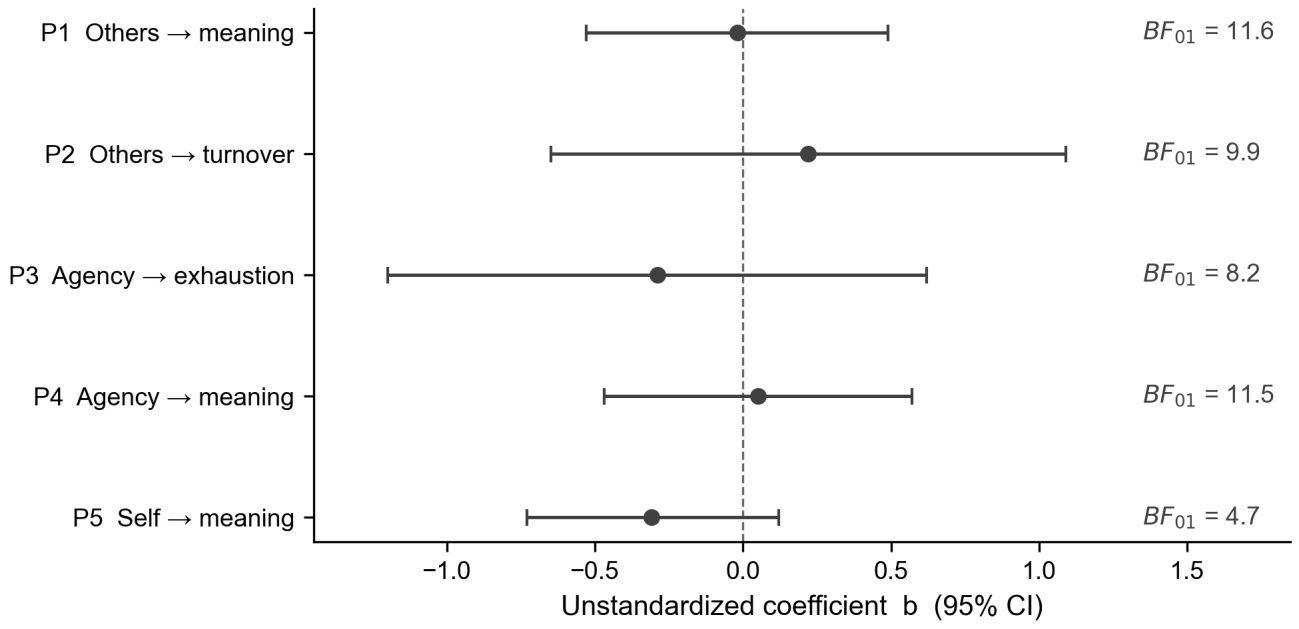 P1 Others → meaning BF01 = 11.6
P2 Others → turnover BF01 = 9.9
P3 Agency → exhaustion BF01 = 8.2
P4 Agency → meaning BF01 = 11.5
P5 Self → meaning BF01 = 4.7
−1.0 −0.5 0.0 0.5 1.0 1.5
Unstandardized coefficient b (95% CI)